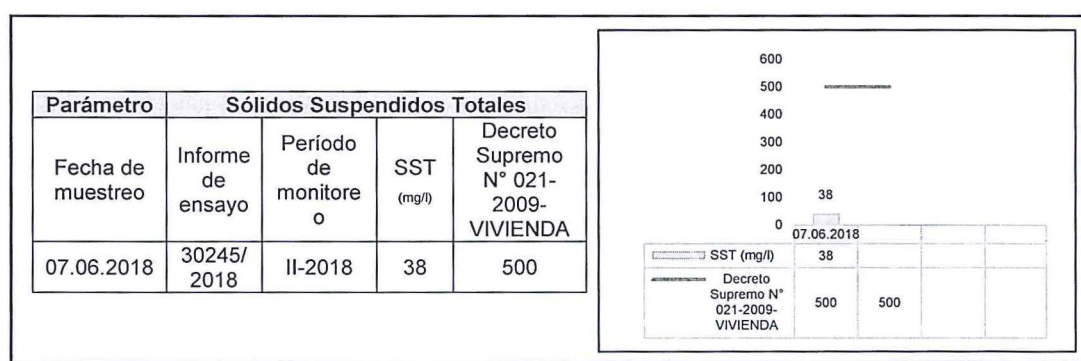 Parámetro Sólidos Suspendidos Totales
Fecha de
muestreo
Informe
de
ensayo
Período
de
monitore
o
SST
(mg/l)
Decreto
Supremo
N° 021-
2009-
VIVIENDA
07.06.2018
30245/
2018
II-2018
38
500
600
500
400
300
200
100
0
38
07.06.2018
SST (mg/l) 38
Decreto
Supremo N°
021-2009-
VIVIENDA
500 500